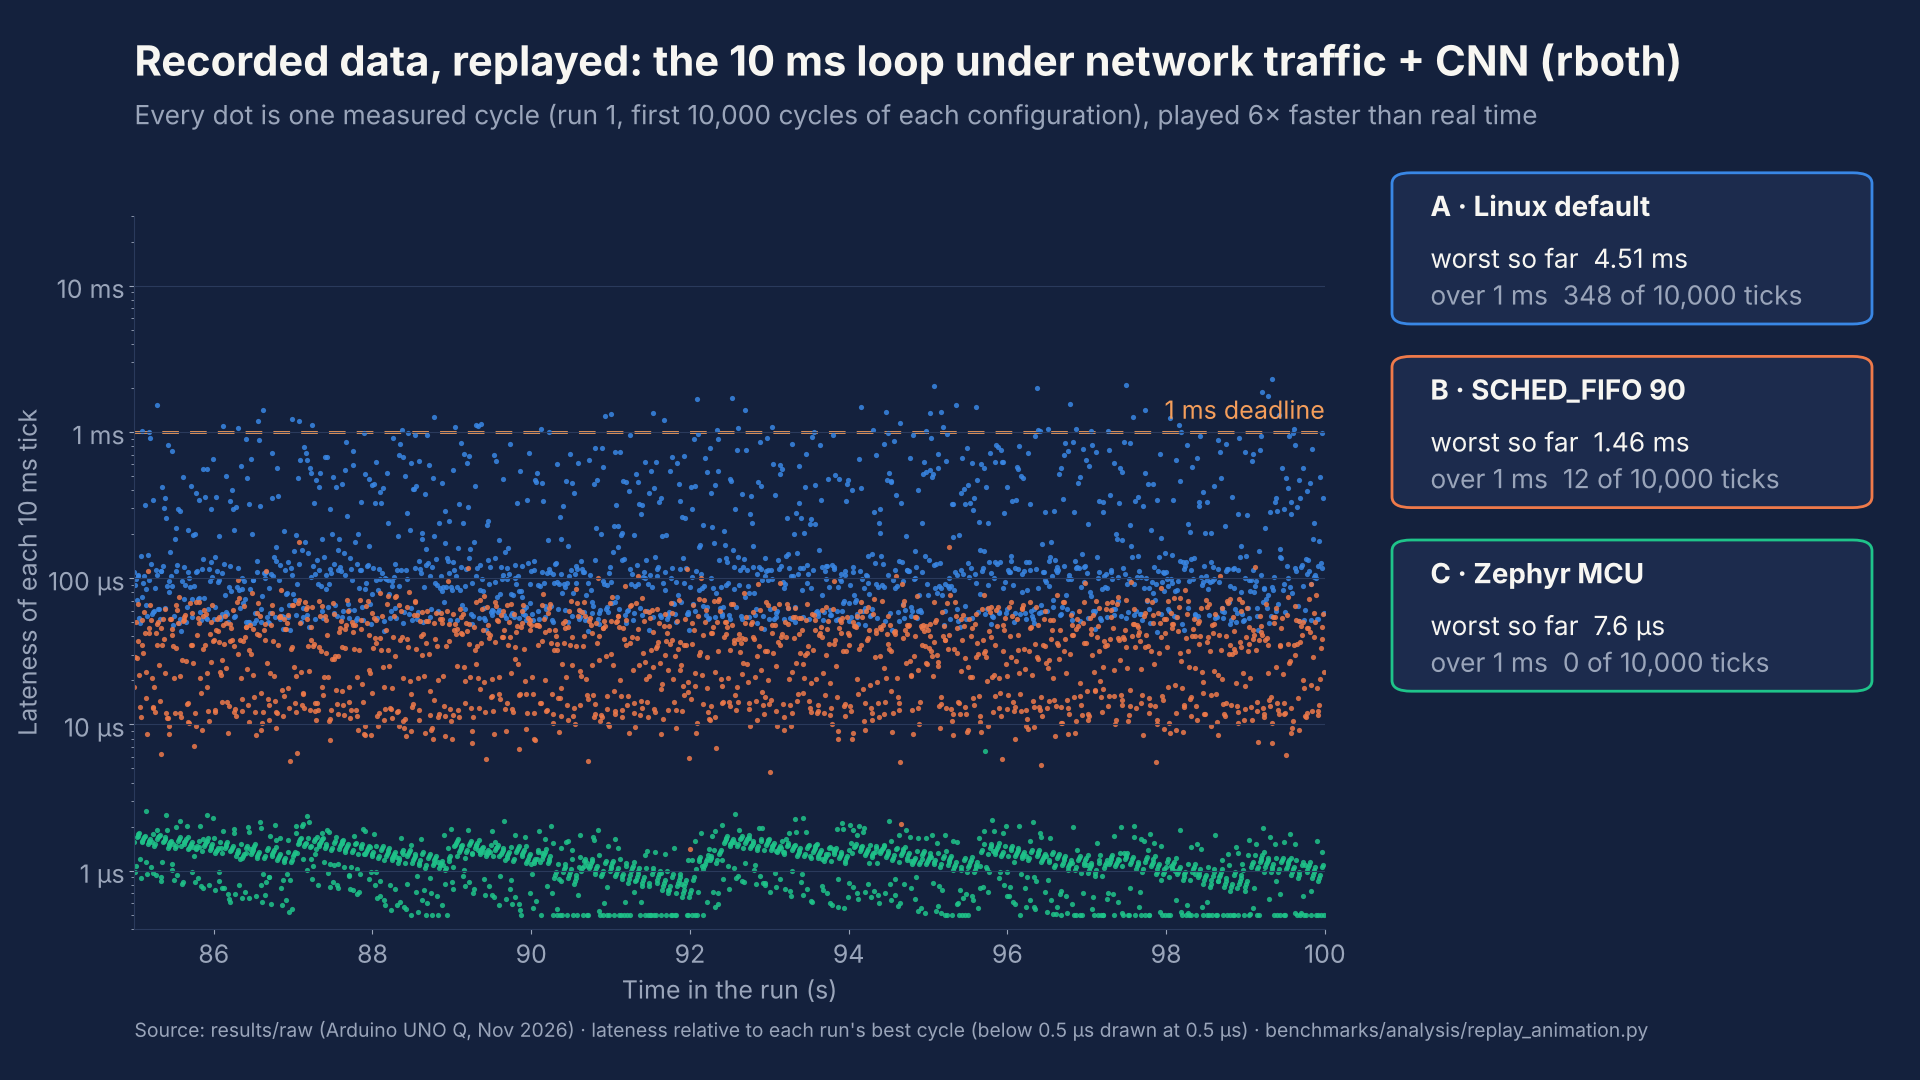 Recorded data, replayed: the 10 ms loop under network traffic + CNN (rboth)
Every dot is one measured cycle (run 1, first 10,000 cycles of each configuration), played 6× faster than real time
A · Linux default
worst so far 4.51 ms
over 1 ms 348 of 10,000 ticks
B · SCHED_FIFO 90
worst so far 1.46 ms
over 1 ms 12 of 10,000 ticks
C · Zephyr MCU
worst so far 7.6 µs
over 1 ms 0 of 10,000 ticks
Lateness of each 10 ms tick
10 ms
1 ms
100 µs
10 µs
1 µs
1 ms deadline
86 88 90 92 94 96 98 100
Time in the run (s)
Source: results/raw (Arduino UNO Q, Nov 2026) · lateness relative to each run's best cycle (below 0.5 µs drawn at 0.5 µs) · benchmarks/analysis/replay_animation.py